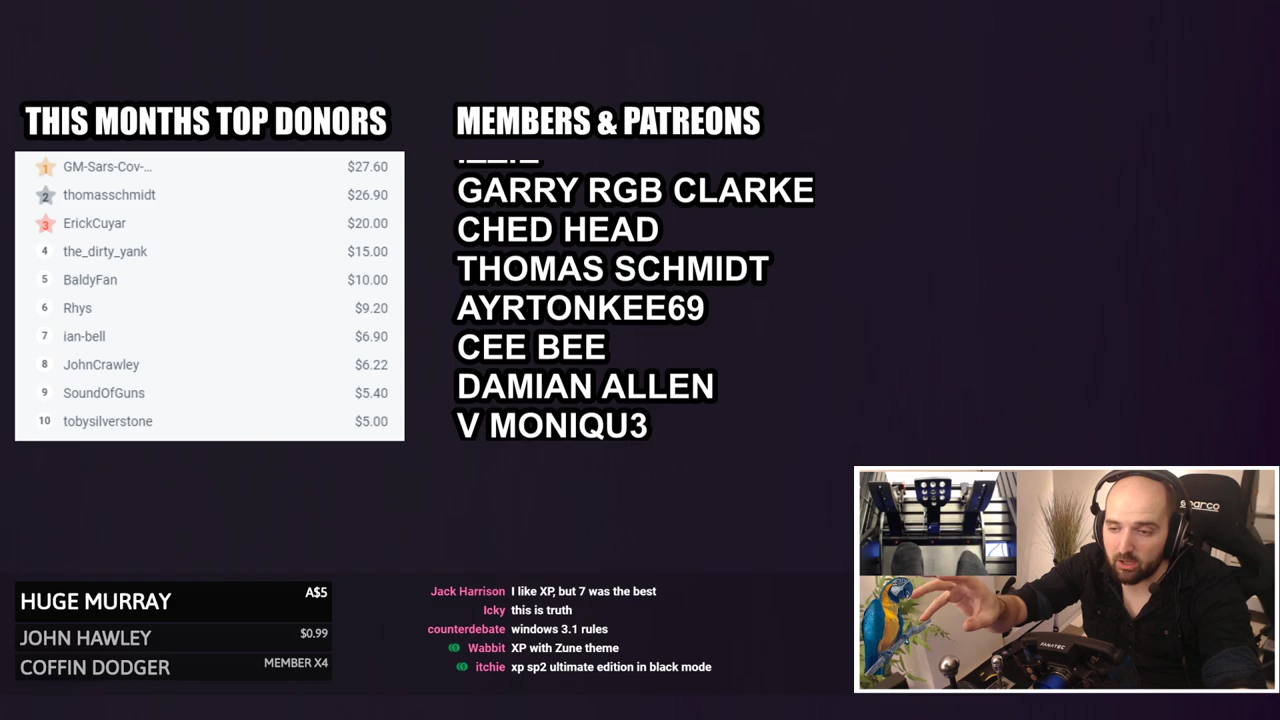 THIS MONTHS TOP DONORS
1 GM-Sars-Cov-... $27.60
2 thomasschmidt $26.90
3 ErickCuyar $20.00
4 the_dirty_yank $15.00
5 BaldyFan $10.00
6 Rhys $9.20
7 ian-bell $6.90
8 JohnCrawley $6.22
9 SoundOfGuns $5.40
10 tobysilverstone $5.00
MEMBERS & PATREONS
GARRY RGB CLARKE
CHED HEAD
THOMAS SCHMIDT
AYRTONKEE69
CEE BEE
DAMIAN ALLEN
V MONIQU3
HUGE MURRAY A$5
JOHN HAWLEY $0.99
COFFIN DODGER MEMBER X4
Jack Harrison I like XP, but 7 was the best
Icky this is truth
counterdebate windows 3.1 rules
Wabbit XP with Zune theme
itchie xp sp2 ultimate edition in black mode
sparco
FANATEC